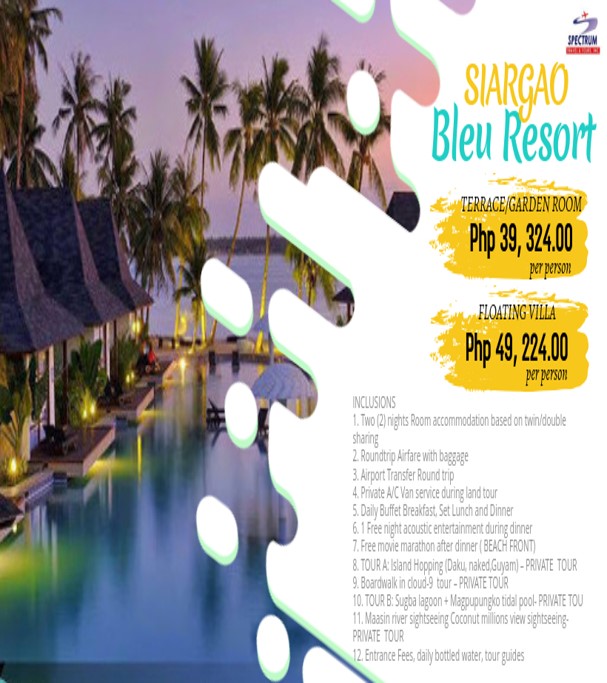 SPECTRUM
SIARGAO
Bleu Resort
TERRACE/GARDEN ROOM
Php 39, 324.00
per person
FLOATING VILLA
Php 49, 224.00
per person
INCLUSIONS
1. Two (2) nights Room accommodation based on twin/double
sharing
2. Roundtrip Airfare with baggage
3. Airport Transfer Round trip
4. Private A/C Van service during land tour
5. Daily Buffet Breakfast, Set Lunch and Dinner
6. 1 Free night acoustic entertainment during dinner
7. Free movie marathon after dinner ( BEACH FRONT)
8. TOUR A: Island Hopping (Daku, naked,Guyam) – PRIVATE TOUR
9. Boardwalk in cloud-9 tour – PRIVATE TOUR
10. TOUR B: Sugba lagoon + Magpupungko tidal pool- PRIVATE TOU
11. Maasin river sightseeing Coconut millions view sightseeing-
PRIVATE TOUR
12. Entrance Fees, daily bottled water, tour guides